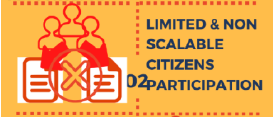 LIMITED & NON
SCALABLE
CITIZENS
02 PARTICIPATION